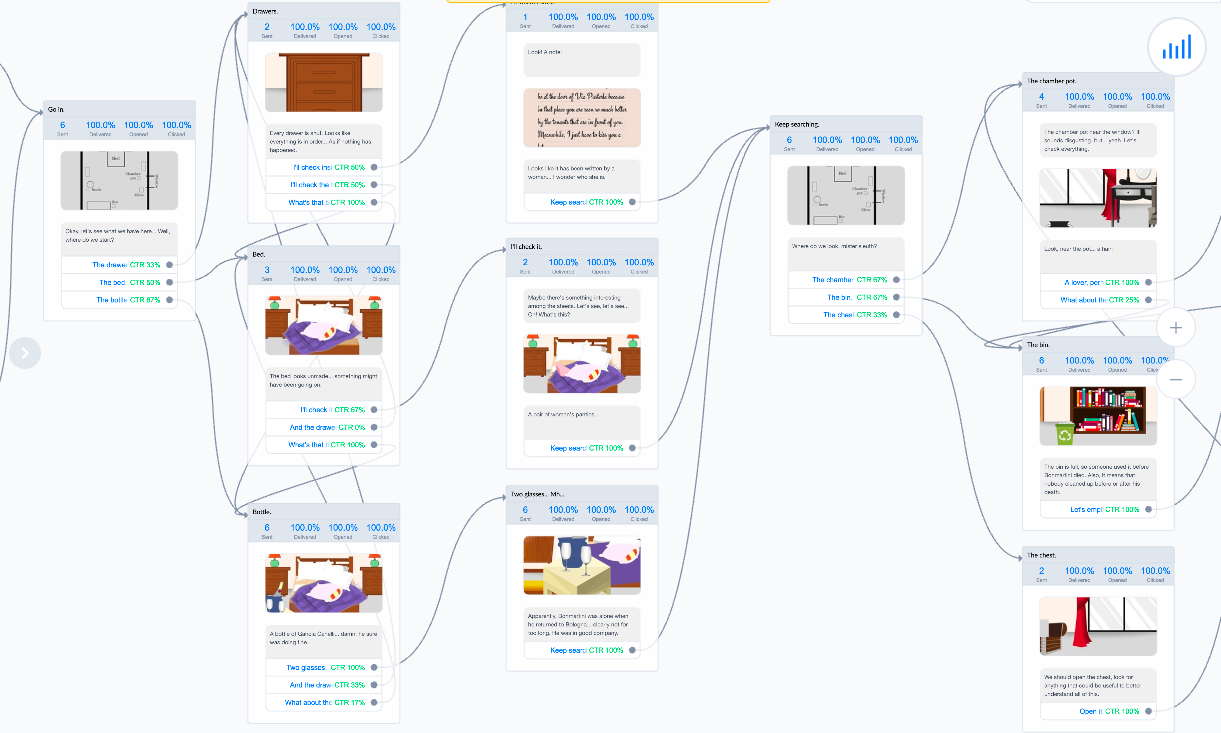 Go in.
6 100.0% 100.0% 100.0%
Sent Delivered Opened Clicked
Bed
Chamber pot
Okay, let's see what we have here... Well,
where do we start?
The drawer CTR 33%
The bed. CTR 50%
The bottle CTR 67%
Drawers.
2 100.0% 100.0% 100.0%
Sent Delivered Opened Clicked
Every drawer is shut. Looks like
everything is in order... As if nothing has
happened.
I'll check insi CTR 50%
I'll check the l CTR 50%
What's that b CTR 100%
Bed.
3 100.0% 100.0% 100.0%
Sent Delivered Opened Clicked
The bed looks unmade... something might
have been going on.
I'll check it CTR 67%
And the drawe CTR 0%
What's that b CTR 100%
Bottle.
6 100.0% 100.0% 100.0%
Sent Delivered Opened Clicked
A bottle of Gancia Canelli... damn, he sure
was doing fine.
Two glasses CTR 100%
And the draw CTR 33%
What about the CTR 17%
1 100.0% 100.0% 100.0%
Sent Delivered Opened Clicked
Look! A note!
be at the door of Via Pusterla because
in that place you are seen so much better
by the tenants that are in front of you.
Meanwhile, I just have to kiss you a
Looks like it has been written by a
woman... I wonder who she is.
Keep searc CTR 100%
I'll check it.
2 100.0% 100.0% 100.0%
Sent Delivered Opened Clicked
Maybe there's something interesting
among the sheets. Let's see, let's see...
Oh! What's this?
A pair of women's panties...
Keep searc CTR 100%
Two glasses... Mh...
6 100.0% 100.0% 100.0%
Sent Delivered Opened Clicked
Apparently, Bonmartini was alone when
he returned to Bologna... clearly not for
too long. He was in good company.
Keep searc CTR 100%
Keep searching.
6 100.0% 100.0% 100.0%
Sent Delivered Opened Clicked
Bed
Chamber pot
Where do we look, mister sleuth?
The chambe CTR 67%
The bin. CTR 67%
The chest CTR 33%
The chamber pot.
4 100.0% 100.0% 100.0%
Sent Delivered Opened Clicked
The chamber pot near the window? It
sounds disgusting, but... yeah. Let's
check everything.
Look, near the pot... a hair.
A lover, per CTR 100%
What about the CTR 25%
The bin.
6 100.0% 100.0% 100.0%
Sent Delivered Opened Clicked
The bin is full, so someone used it before
Bonmartini died. Also, it means that
nobody cleaned up before or after his
death.
Let's empt CTR 100%
The chest.
2 100.0% 100.0% 100.0%
Sent Delivered Opened Clicked
We should open the chest, look for
anything that could be useful to better
understand all of this.
Open it CTR 100%